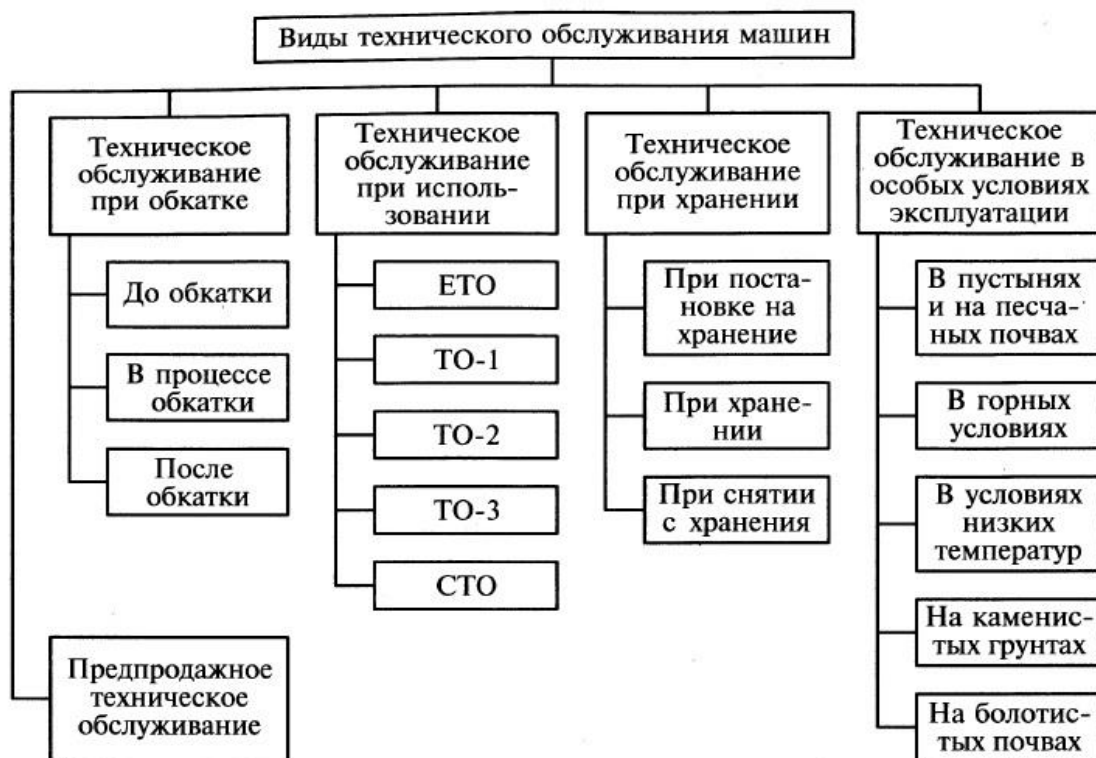 Виды технического обслуживания машин
Техническое
обслуживание
при обкатке
До обкатки
В процессе
обкатки
После
обкатки
Техническое
обслуживание
при исполь-
зовании
ЕТО
ТО-1
ТО-2
ТО-3
СТО
Техническое
обслуживание
при хранении
При поста-
новке на
хранение
При хране-
нии
При снятии
с хранения
Техническое
обслуживание в
особых условиях
эксплуатации
В пустынях
и на песча-
ных почвах
В горных
условиях
В условиях
низких
температур
На каменис-
тых грунтах
На болотис-
тых почвах
Предпродажное
техническое
обслуживание